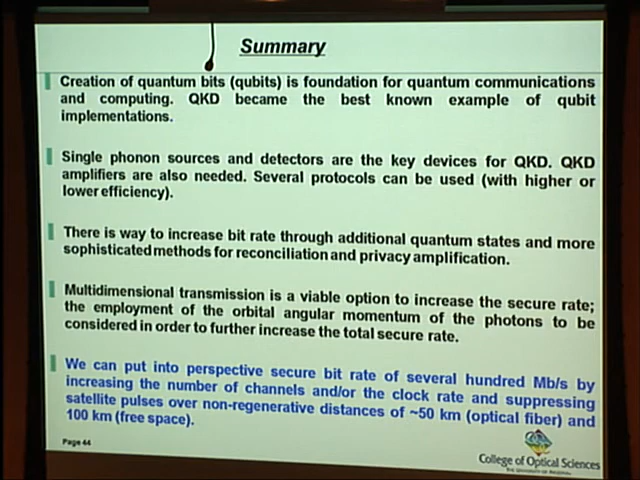 Summary
Creation of quantum bits (qubits) is foundation for quantum communications
and computing. QKD became the best known example of qubit
implementations.
Single phonon sources and detectors are the key devices for QKD. QKD
amplifiers are also needed. Several protocols can be used (with higher or
lower efficiency).
There is way to increase bit rate through additional quantum states and more
sophisticated methods for reconciliation and privacy amplification.
Multidimensional transmission is a viable option to increase the secure rate;
the employment of the orbital angular momentum of the photons to be
considered in order to further increase the total secure rate.
We can put into perspective secure bit rate of several hundred Mb/s by
increasing the number of channels and/or the clock rate and suppressing
satellite pulses over non-regenerative distances of ~50 km (optical fiber) and
100 km (free space).
Page 44
College of Optical Sciences
THE UNIVERSITY OF ARIZONA